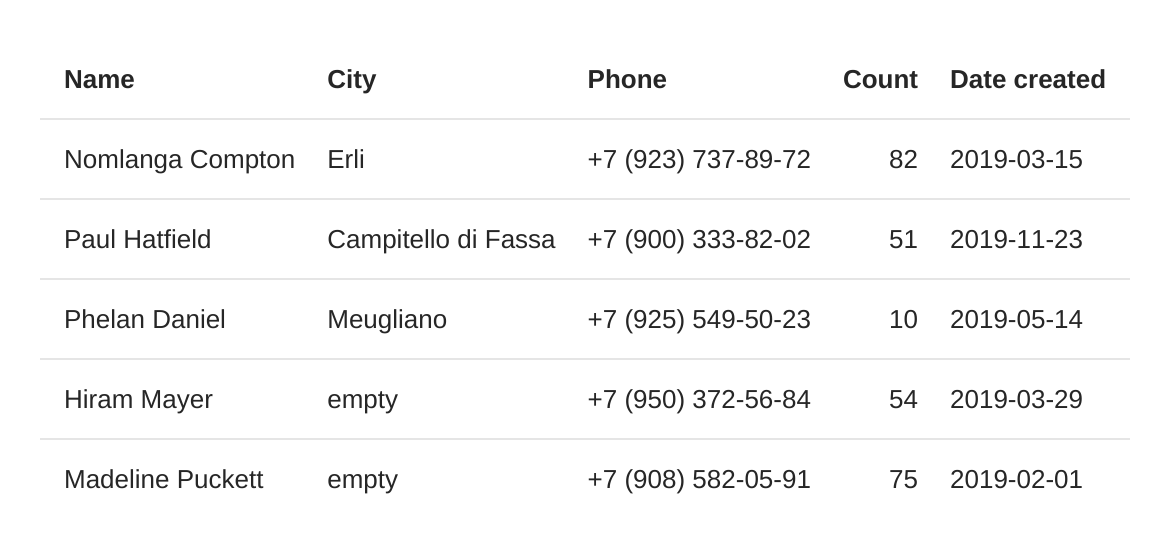 Name City Phone Count Date created
Nomlanga Compton Erli +7 (923) 737-89-72 82 2019-03-15
Paul Hatfield Campitello di Fassa +7 (900) 333-82-02 51 2019-11-23
Phelan Daniel Meugliano +7 (925) 549-50-23 10 2019-05-14
Hiram Mayer empty +7 (950) 372-56-84 54 2019-03-29
Madeline Puckett empty +7 (908) 582-05-91 75 2019-02-01